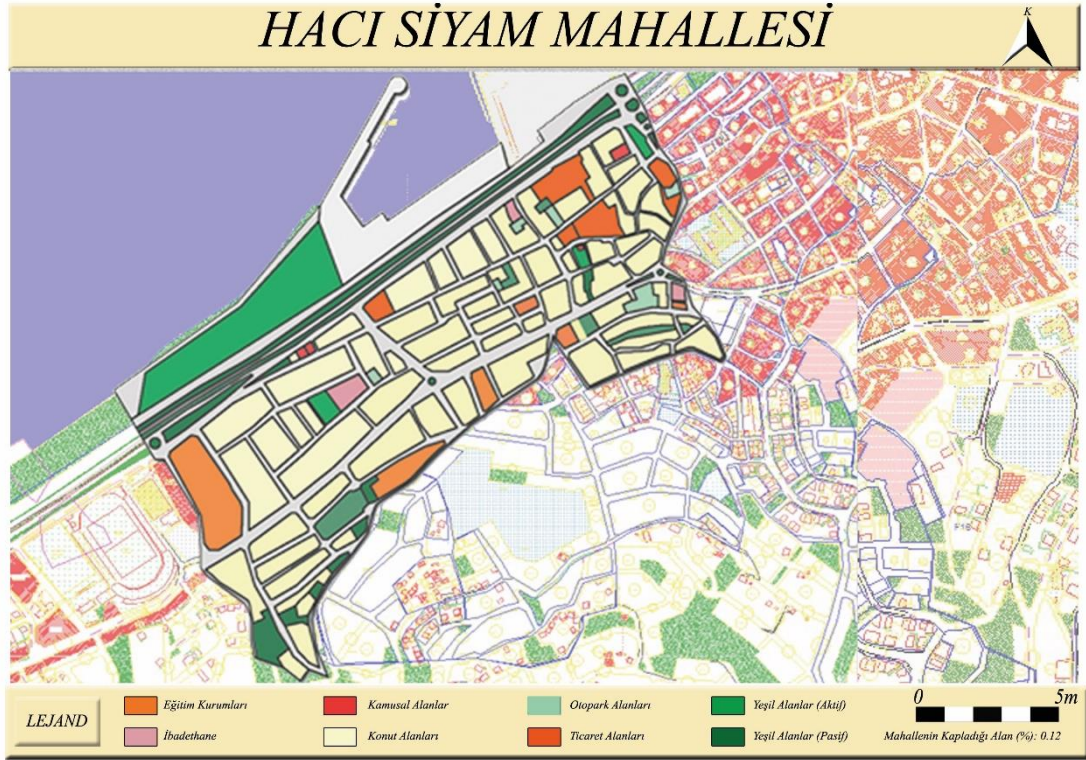 HACI SİYAM MAHALLESİ
K
LEJAND
Eğitim Kurumları
Kamusal Alanlar
Otopark Alanları
Yeşil Alanlar (Aktif)
İbadethane
Konut Alanları
Ticaret Alanları
Yeşil Alanlar (Pasif)
0 5m
Mahallenin Kapladığı Alan (%): 0.12